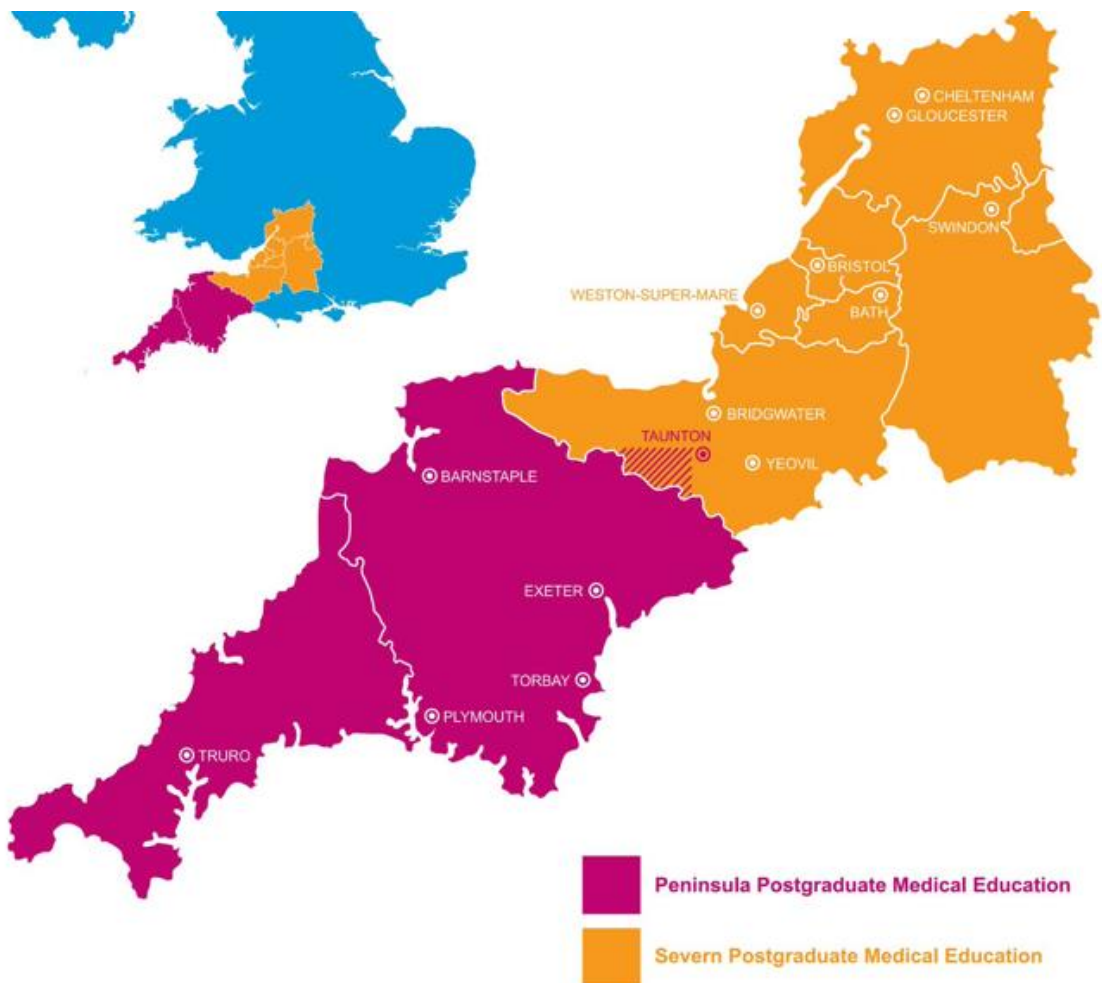 CHELTENHAM
GLOUCESTER
SWINDON
BRISTOL
WESTON-SUPER-MARE
BATH
BRIDGWATER
TAUNTON
YEOVIL
BARNSTAPLE
EXETER
TORBAY
PLYMOUTH
TRURO
Peninsula Postgraduate Medical Education
Severn Postgraduate Medical Education